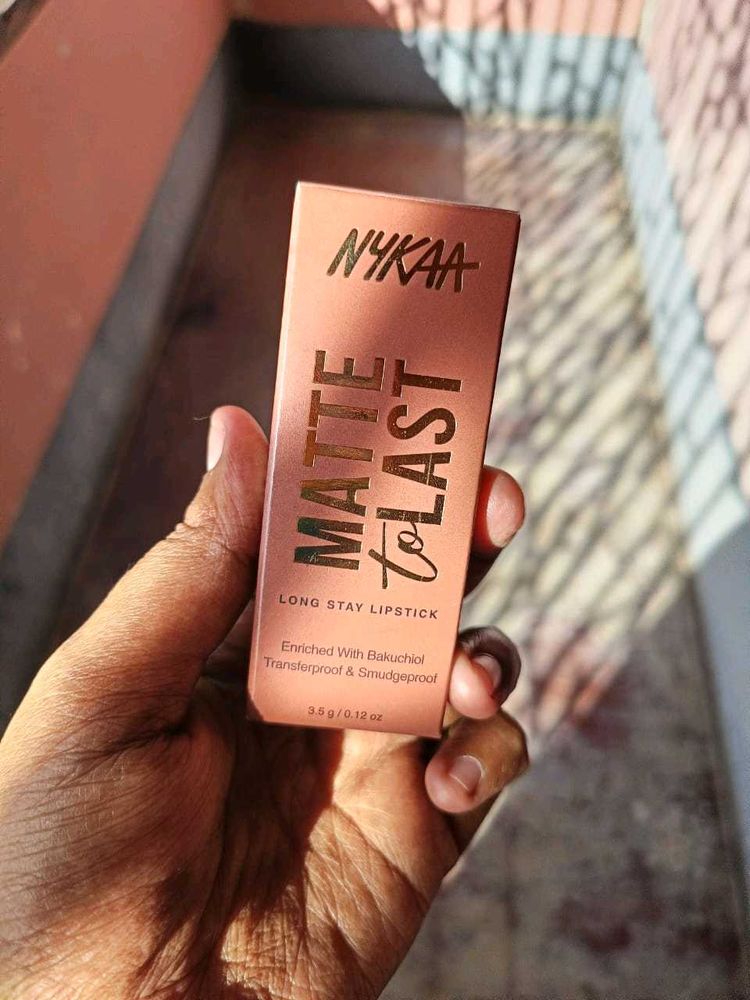 NYKAA
MATTE
to LAST
LONG STAY LIPSTICK
Enriched With Bakuchiol
Transferproof & Smudgeproof
3.5 g / 0.12 oz